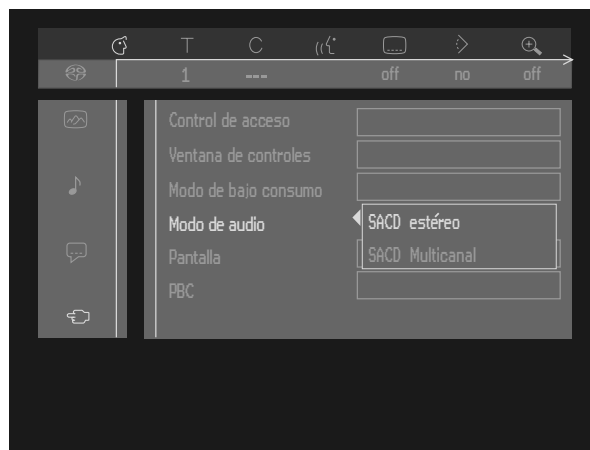 T C
1 --- off no off
Control de acceso
Ventana de controles
Modo de bajo consumo
Modo de audio
SACD estéreo
Pantalla
SACD Multicanal
PBC